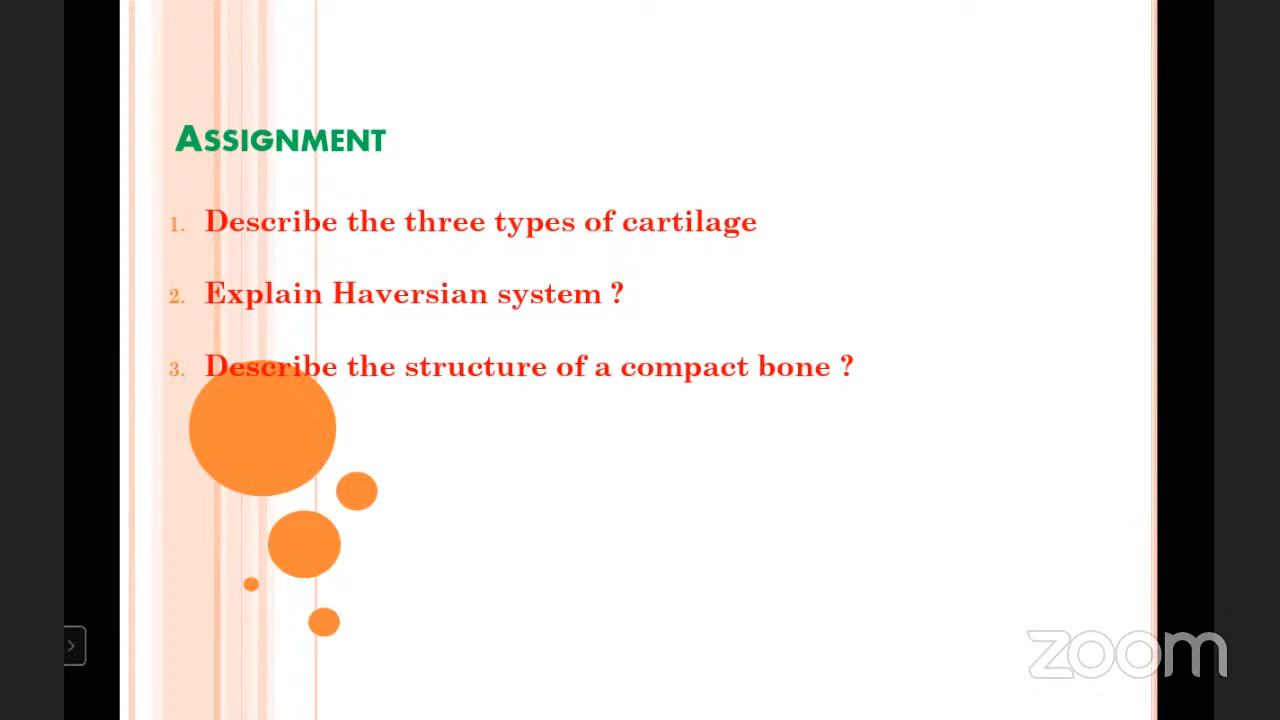 ASSIGNMENT
1. Describe the three types of cartilage
2. Explain Haversian system ?
3. Describe the structure of a compact bone ?
zoom